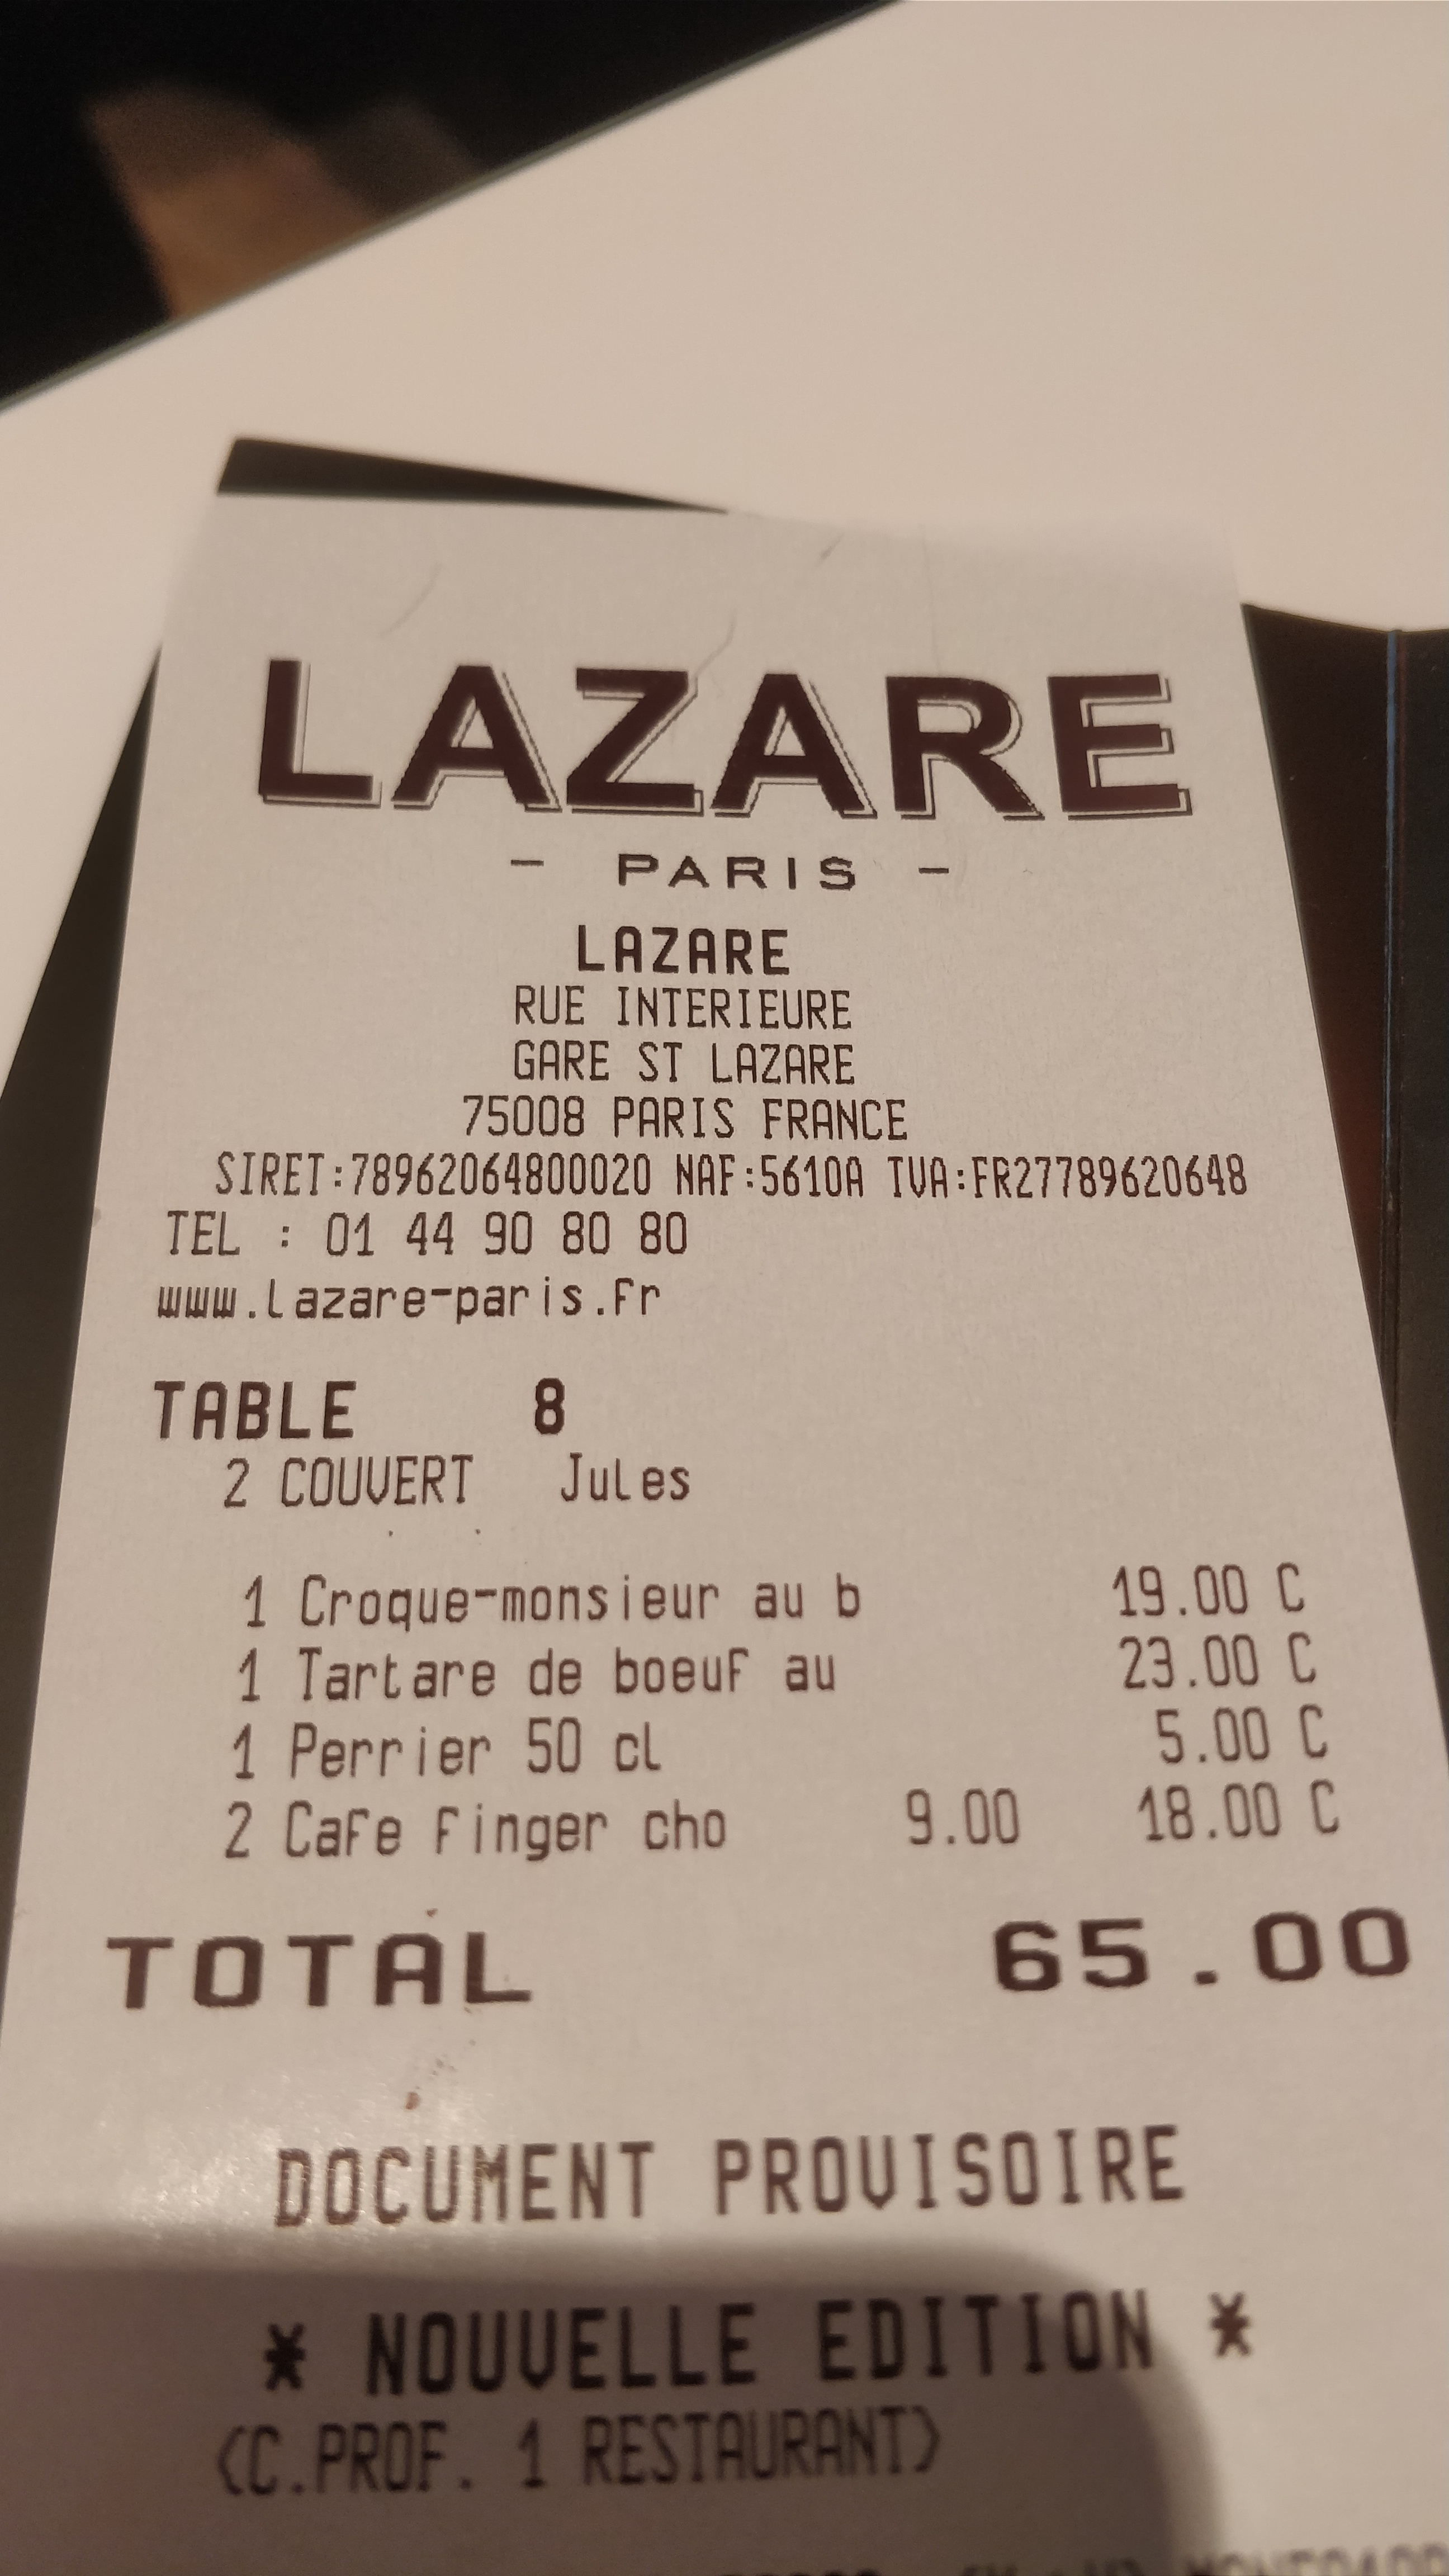 LAZARE
- PARIS -
LAZARE
RUE INTERIEURE
GARE ST LAZARE
75008 PARIS FRANCE
SIRET:78962064800020 NAF:5610A TVA:FR27789620648
TEL : 01 44 90 80 80
www.lazare-paris.fr
TABLE 8
2 COUVERT Jules
1 Croque-monsieur au b 19.00 C
1 Tartare de boeuf au 23.00 C
1 Perrier 50 cl 5.00 C
2 Cafe finger cho 9.00 18.00 C
TOTAL 65.00
DOCUMENT PROVISOIRE
* NOUVELLE EDITION *
(C.PROF. 1 RESTAURANT)